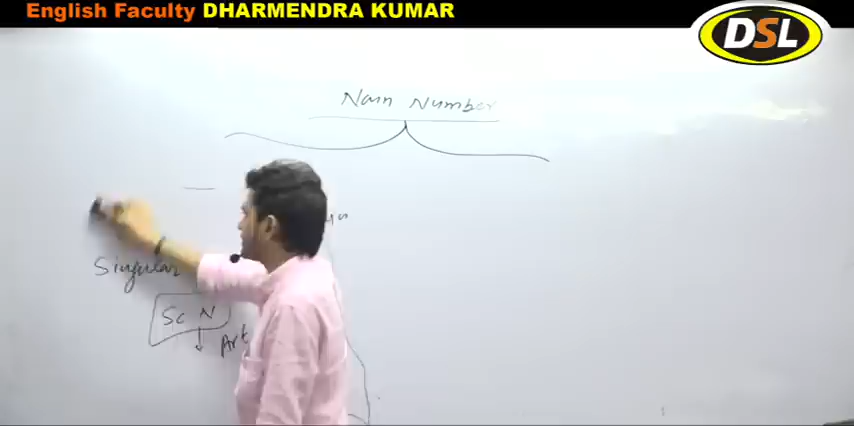 English Faculty DHARMENDRA KUMAR
DSL
Noun Number
Singular
Sc N
Art